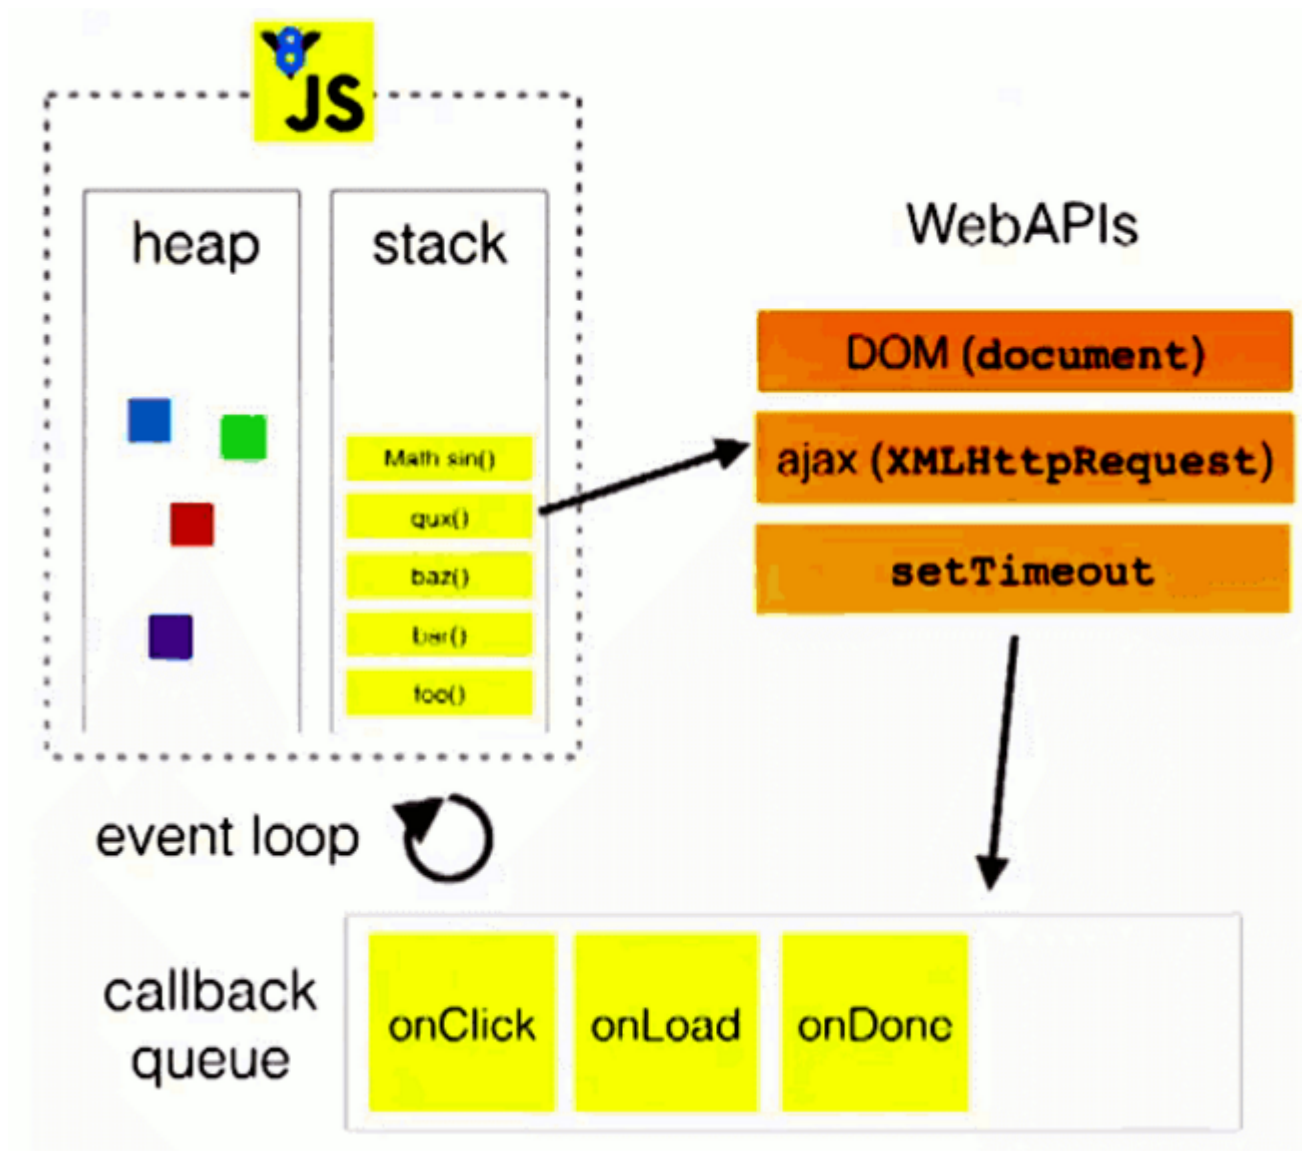 8
JS
heap
stack
WebAPIs
DOM (document)
ajax (XMLHttpRequest)
setTimeout
Math sin()
qux()
baz()
bar()
foo()
event loop
callback
queue
onClick
onLoad
onDone